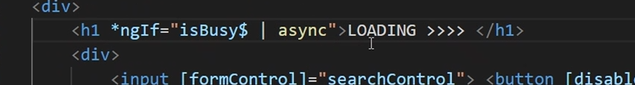 <div>
<h1 *ngIf="isBusy$ | async">LOADING >>>> </h1>
<div>
<input [formControl]="searchControl"> <button [disable